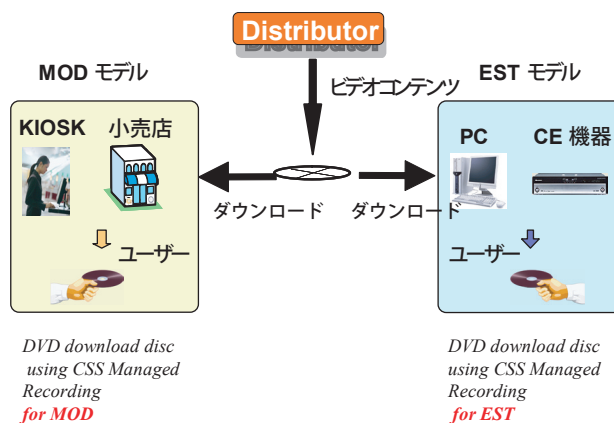 Distributor
MOD モデル
ビデオコンテンツ
EST モデル
KIOSK 小売店
PC CE 機器
ダウンロード
ダウンロード
ユーザー
ユーザー
DVD download disc
using CSS Managed
Recording
for MOD
DVD download disc
using CSS Managed
Recording
for EST